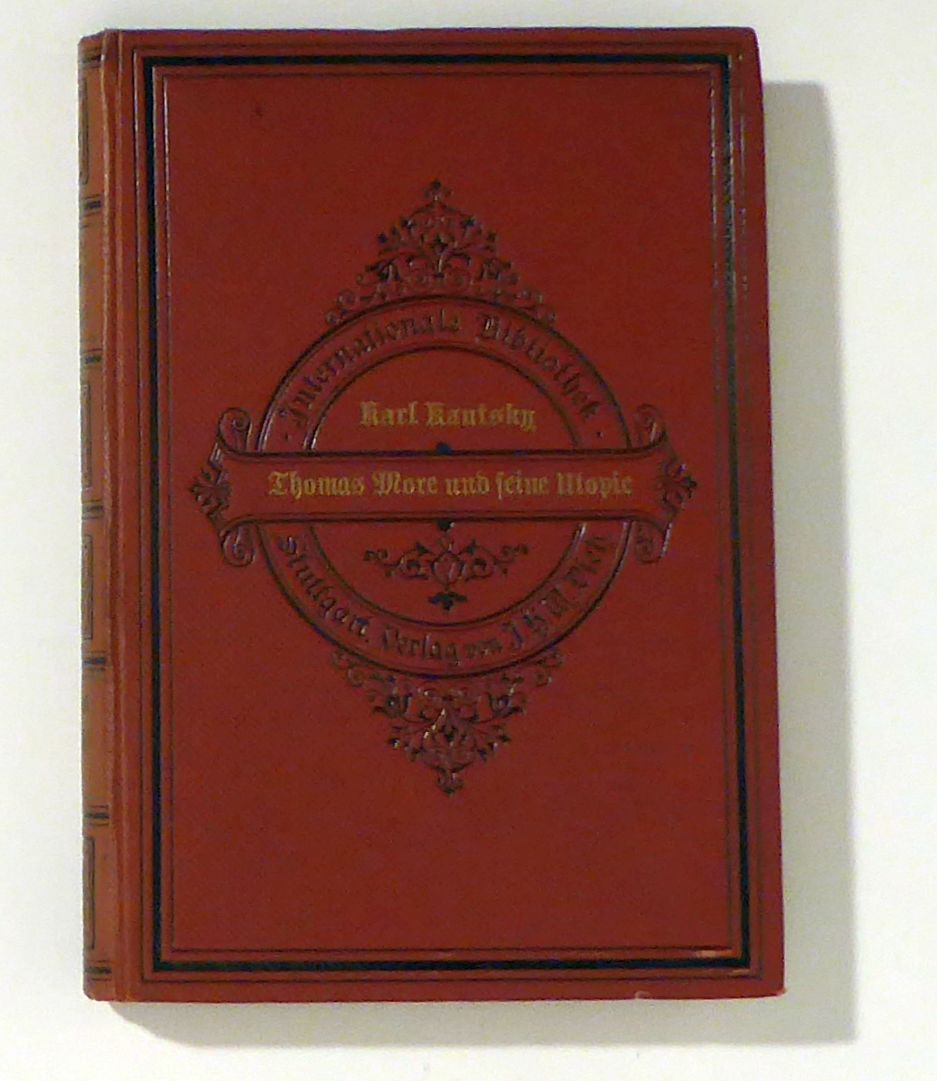 · Internationale Bibliothek ·
Karl Kautsky
Thomas More und seine Utopie
Stuttgart. Verlag von J. H. W. Dietz